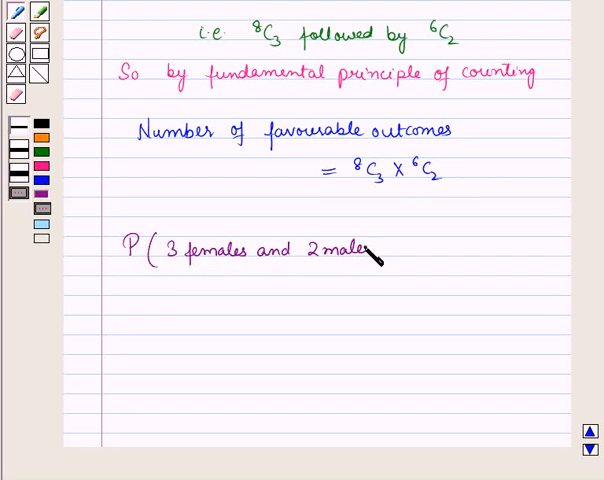 i.e. ⁸C₃ followed by ⁶C₂
So by fundamental principle of counting
Number of favourable outcomes
= ⁸C₃ × ⁶C₂
P ( 3 females and 2 males